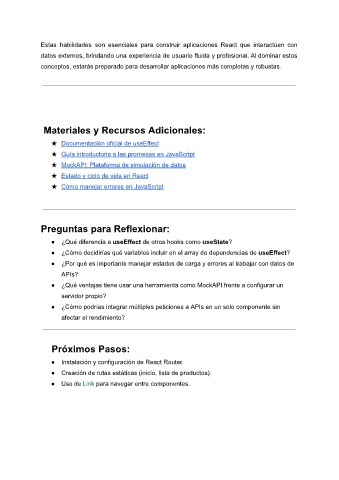 Estas habilidades son esenciales para construir aplicaciones React que interactúen con
datos externos, brindando una experiencia de usuario fluida y profesional. Al dominar estos
conceptos, estarás preparado para desarrollar aplicaciones más completas y robustas.
Materiales y Recursos Adicionales:
★ Documentación oficial de useEffect
★ Guía introductoria a las promesas en JavaScript
★ MockAPI: Plataforma de simulación de datos
★ Estado y ciclo de vida en React
★ Cómo manejar errores en JavaScript
Preguntas para Reflexionar:
● ¿Qué diferencia a useEffect de otros hooks como useState?
● ¿Cómo decidirías qué variables incluir en el array de dependencias de useEffect?
● ¿Por qué es importante manejar estados de carga y errores al trabajar con datos de
APIs?
● ¿Qué ventajas tiene usar una herramienta como MockAPI frente a configurar un
servidor propio?
● ¿Cómo podrías integrar múltiples peticiones a APIs en un solo componente sin
afectar el rendimiento?
Próximos Pasos:
● Instalación y configuración de React Router.
● Creación de rutas estáticas (inicio, lista de productos).
● Uso de Link para navegar entre componentes.